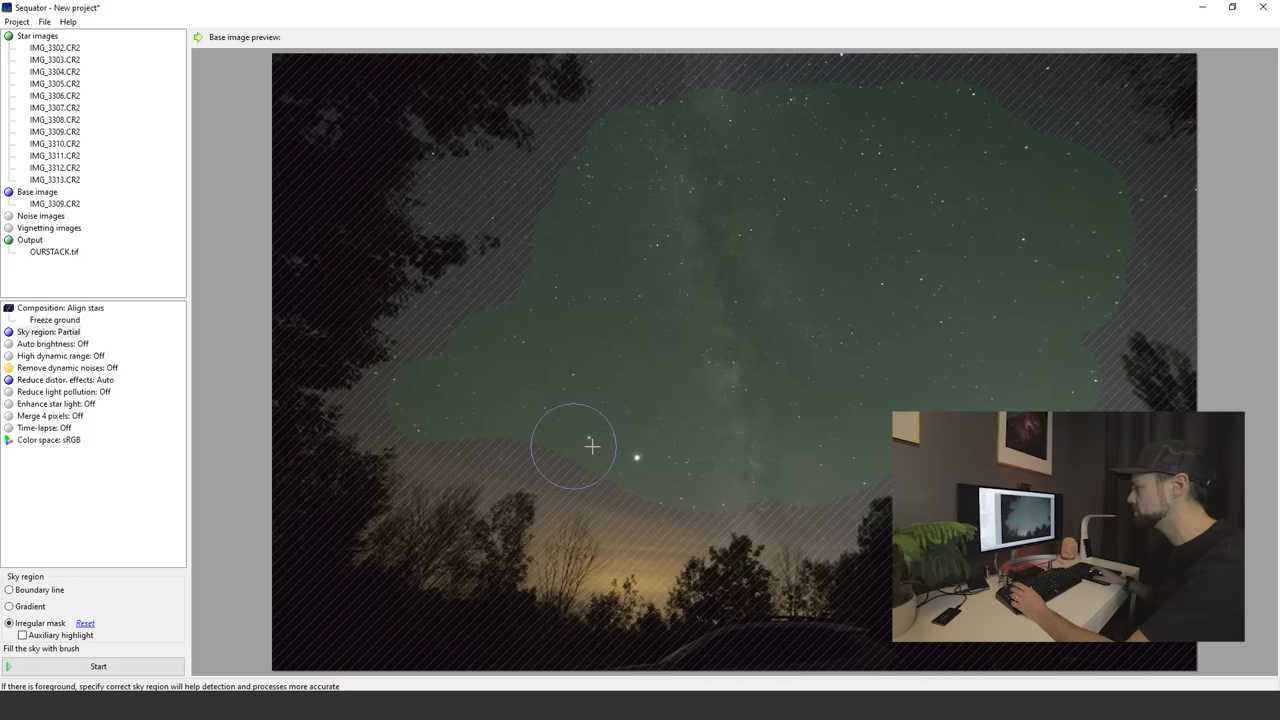 Sequator - New project*
Project File Help
Star images
IMG_3302.CR2
IMG_3303.CR2
IMG_3304.CR2
IMG_3305.CR2
IMG_3306.CR2
IMG_3307.CR2
IMG_3308.CR2
IMG_3309.CR2
IMG_3310.CR2
IMG_3311.CR2
IMG_3312.CR2
IMG_3313.CR2
Base image
IMG_3309.CR2
Noise images
Vignetting images
Output
OURSTACK.tif
Base image preview:
Composition: Align stars
Freeze ground
Sky region: Partial
Auto brightness: Off
High dynamic range: Off
Remove dynamic noises: Off
Reduce distor. effects: Auto
Reduce light pollution: Off
Enhance star light: Off
Merge 4 pixels: Off
Time-lapse: Off
Color space: sRGB
Sky region
Boundary line
Gradient
Irregular mask Reset
Auxiliary highlight
Fill the sky with brush
Start
If there is foreground, specify correct sky region will help detection and processes more accurate